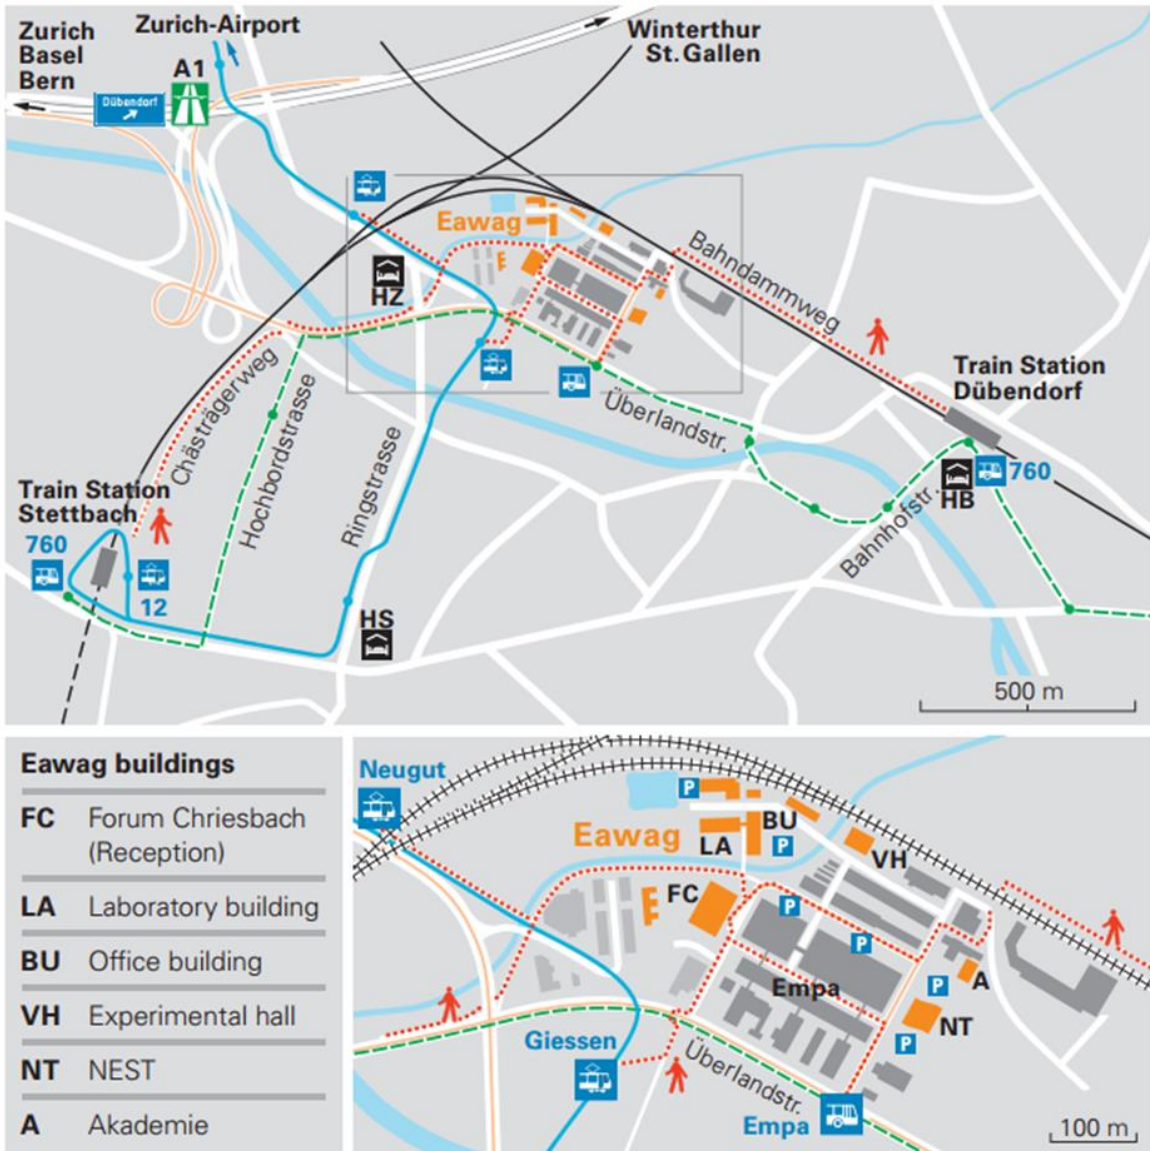 Zurich
Basel
Bern
Zurich-Airport
A1
Dübendorf
Winterthur
St. Gallen
Eawag
HZ
Bahndammweg
Train Station
Dübendorf
Chästrägerweg
Hochbordstrasse
Ringstrasse
Überlandstr.
Bahnhofstr.
HB
760
Train Station
Stettbach
760
12
HS
500 m
Eawag buildings
FC Forum Chriesbach
(Reception)
LA Laboratory building
BU Office building
VH Experimental hall
NT NEST
A Akademie
Neugut
P
Eawag
LA
BU
P
VH
FC
P
P
Empa
P
A
NT
P
Giessen
Überlandstr.
Empa
100 m